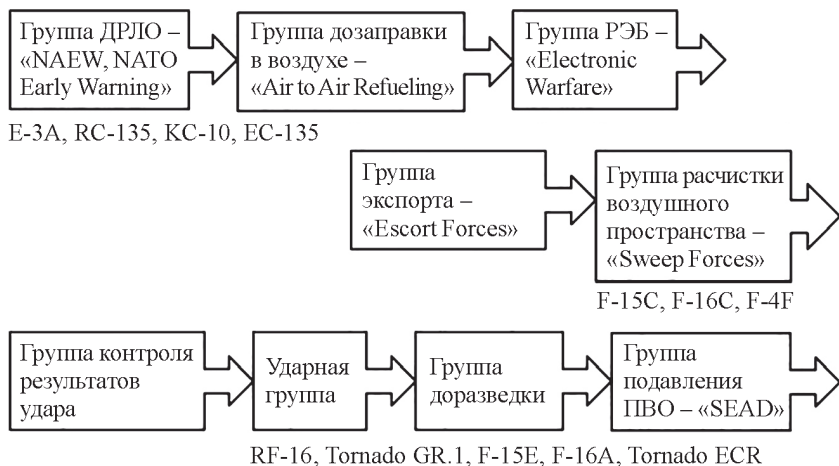 Группа ДРЛО –
«NAEW, NATO
Early Warning»
Группа дозаправки
в воздухе –
«Air to Air Refueling»
Группа РЭБ –
«Electronic
Warfare»
E-3A, RC-135, KC-10, EC-135
Группа
экспорта –
«Escort Forces»
Группа расчистки
воздушного
пространства –
«Sweep Forces»
F-15C, F-16C, F-4F
Группа контроля
результатов
удара
Ударная
группа
Группа
доразведки
Группа
подавления
ПВО – «SEAD»
RF-16, Tornado GR.1, F-15E, F-16A, Tornado ECR